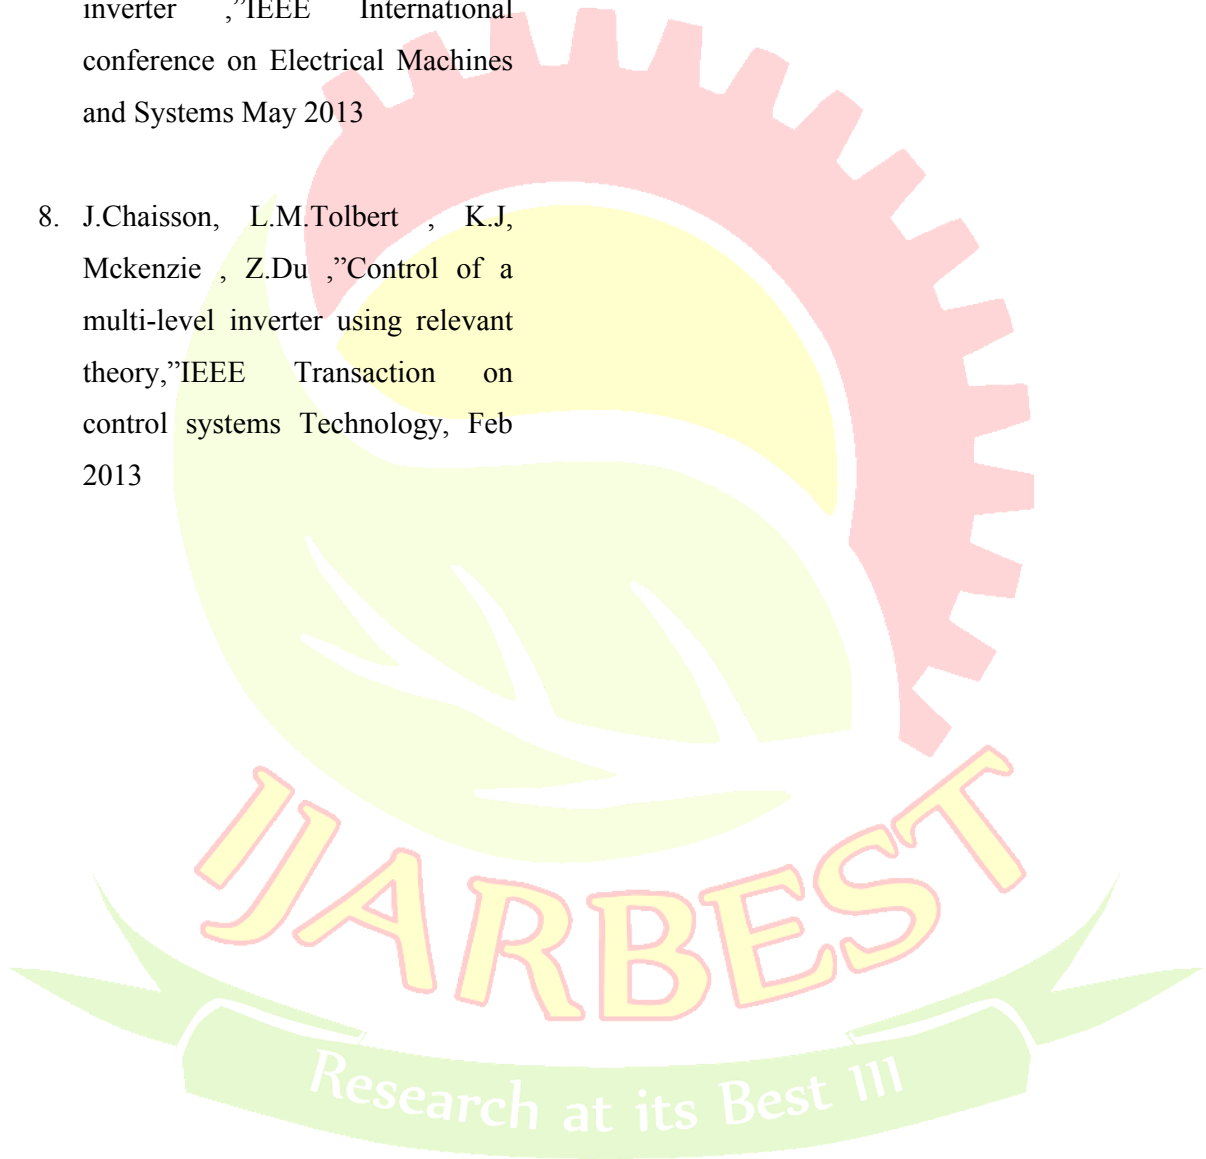 inverter ,”IEEE International
conference on Electrical Machines
and Systems May 2013
8. J.Chaisson, L.M.Tolbert , K.J,
Mckenzie , Z.Du ,”Control of a
multi-level inverter using relevant
theory,”IEEE Transaction on
control systems Technology, Feb
2013
IJARBEST
Research at its Best !!!